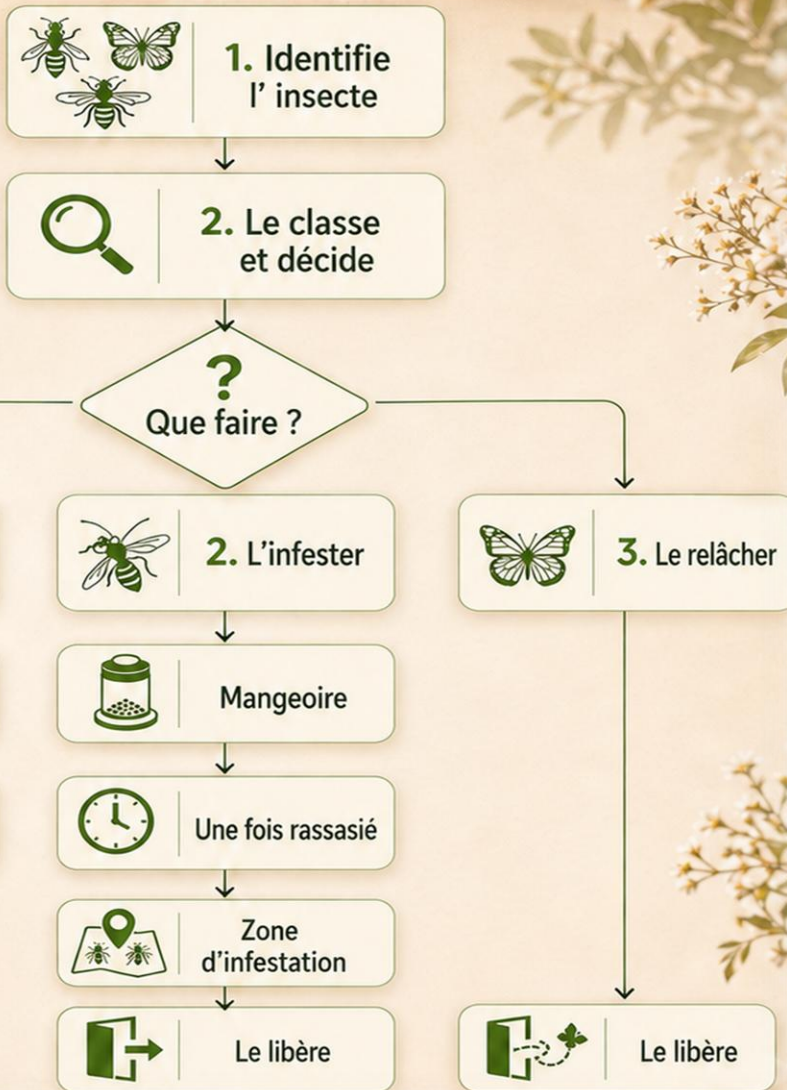 1. Identifie
l' insecte
2. Le classe
et décide
?
Que faire ?
2. L'infester
3. Le relâcher
Mangeoire
Une fois rassasié
Zone
d'infestation
Le libère
Le libère